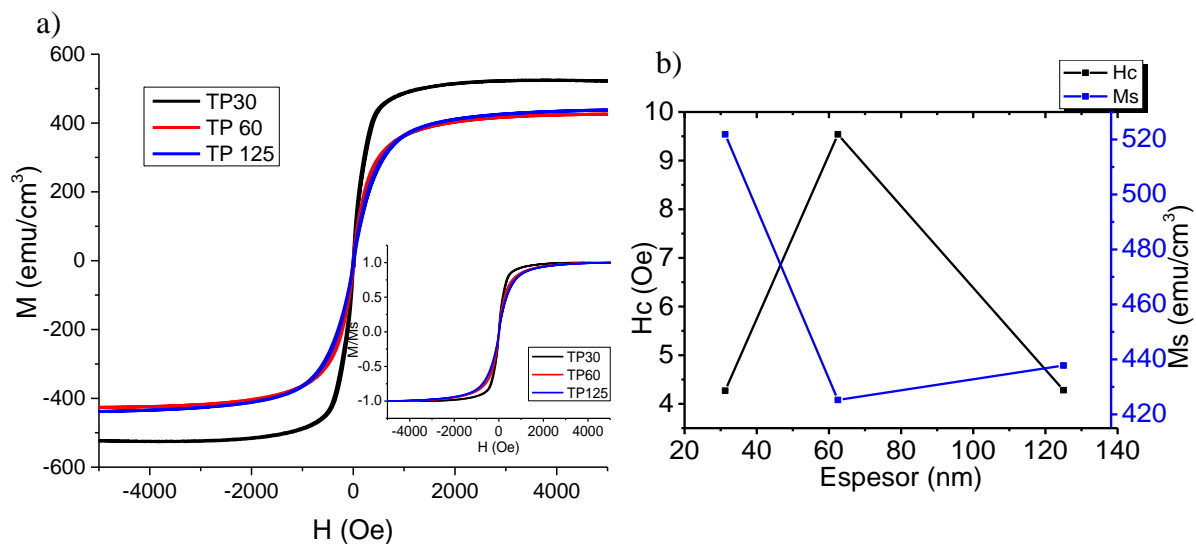 a)
600
400
200
0
-200
-400
-600
M (emu/cm³)
-4000 -2000 0 2000 4000
H (Oe)
TP30
TP 60
TP 125
1.0
0.5
0.0
-0.5
-1.0
M/Ms
-4000 -2000 0 2000 4000
H (Oe)
TP30
TP60
TP125
b)
Hc
Ms
10
9
8
7
6
5
4
Hc (Oe)
20 40 60 80 100 120 140
Espesor (nm)
520
500
480
460
440
420
Ms (emu/cm³)